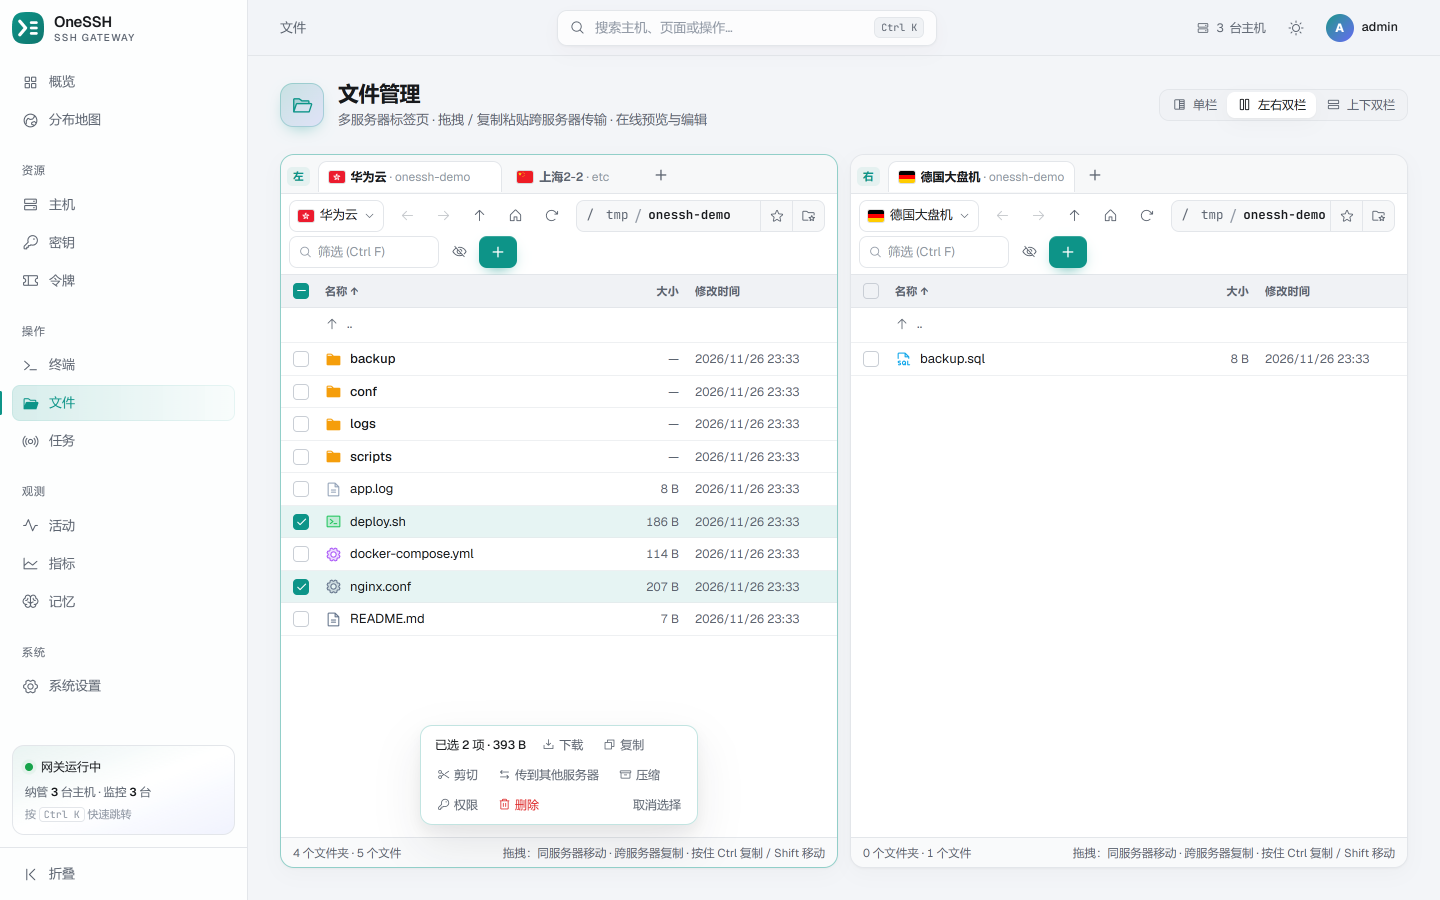 OneSSH
SSH GATEWAY
概览
分布地图
资源
主机
密钥
令牌
操作
终端
文件
任务
观测
活动
指标
记忆
系统
系统设置
网关运行中
纳管 3 台主机 · 监控 3 台
按 Ctrl K 快速跳转
折叠
文件
搜索主机、页面或操作… Ctrl K
3 台主机
A admin
文件管理
多服务器标签页 · 拖拽 / 复制粘贴跨服务器传输 · 在线预览与编辑
单栏 左右双栏 上下双栏
左 华为云 · onessh-demo 上海2-2 · etc
华为云 / tmp / onessh-demo
筛选 (Ctrl F)
名称 大小 修改时间
..
backup — 2026/11/26 23:33
conf — 2026/11/26 23:33
logs — 2026/11/26 23:33
scripts — 2026/11/26 23:33
app.log 8 B 2026/11/26 23:33
deploy.sh 186 B 2026/11/26 23:33
docker-compose.yml 114 B 2026/11/26 23:33
nginx.conf 207 B 2026/11/26 23:33
README.md 7 B 2026/11/26 23:33
已选 2 项 · 393 B 下载 复制
剪切 传到其他服务器 压缩
权限 删除 取消选择
4 个文件夹 · 5 个文件 拖拽：同服务器移动 · 跨服务器复制 · 按住 Ctrl 复制 / Shift 移动
右 德国大盘机 · onessh-demo
德国大盘机 / tmp / onessh-demo
筛选 (Ctrl F)
名称 大小 修改时间
..
SQL backup.sql 8 B 2026/11/26 23:33
0 个文件夹 · 1 个文件 拖拽：同服务器移动 · 跨服务器复制 · 按住 Ctrl 复制 / Shift 移动